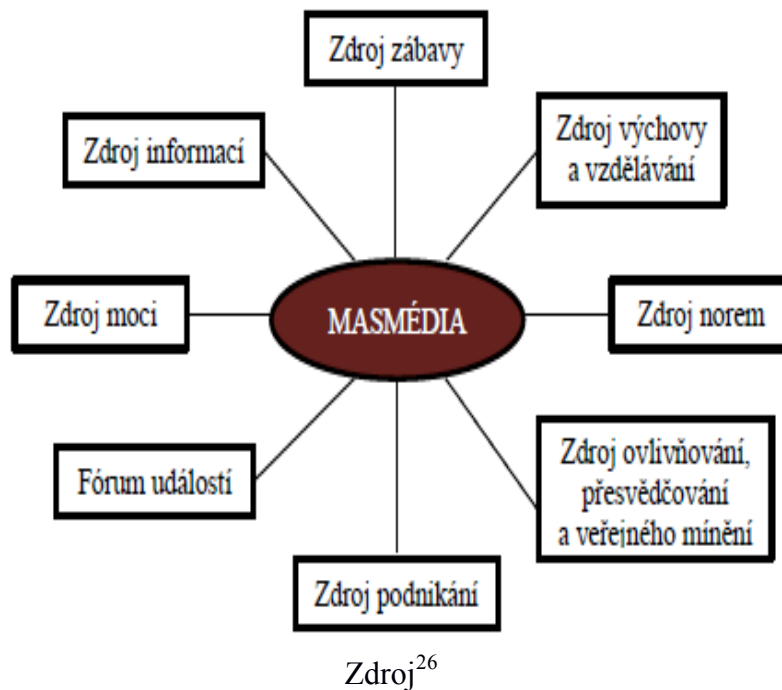 Zdroj zábavy
Zdroj informací
Zdroj výchovy
a vzdělávání
Zdroj moci
MASMÉDIA
Zdroj norem
Fórum událostí
Zdroj ovlivňování,
přesvědčování
a veřejného mínění
Zdroj podnikání
Zdroj26